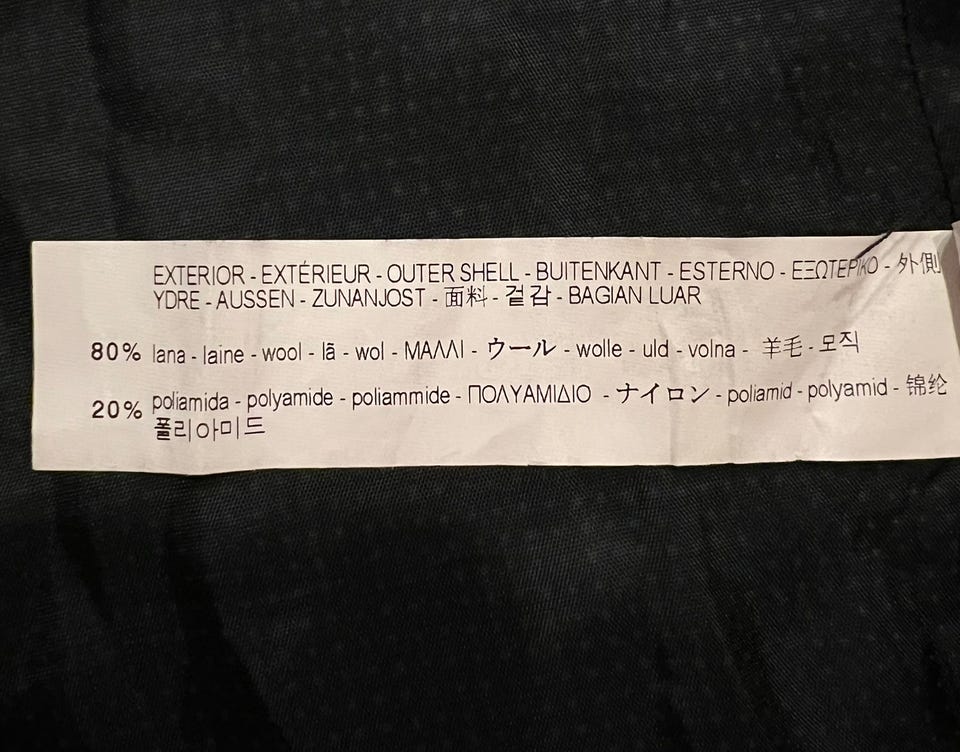 EXTERIOR - EXTÉRIEUR - OUTER SHELL - BUITENKANT - ESTERNO - ΕΞΩΤΕΡΙΚΟ - 外側
YDRE - AUSSEN - ZUNANJOST - 面料 - 겉감 - BAGIAN LUAR
80% lana - laine - wool - lã - wol - ΜΑΛΛΙ - ウール - wolle - uld - volna - 羊毛 - 모직
20% poliamida - polyamide - poliammide - ΠΟΛΥΑΜΙΔΙΟ - ナイロン - poliamid - polyamid - 锦纶
폴리아미드